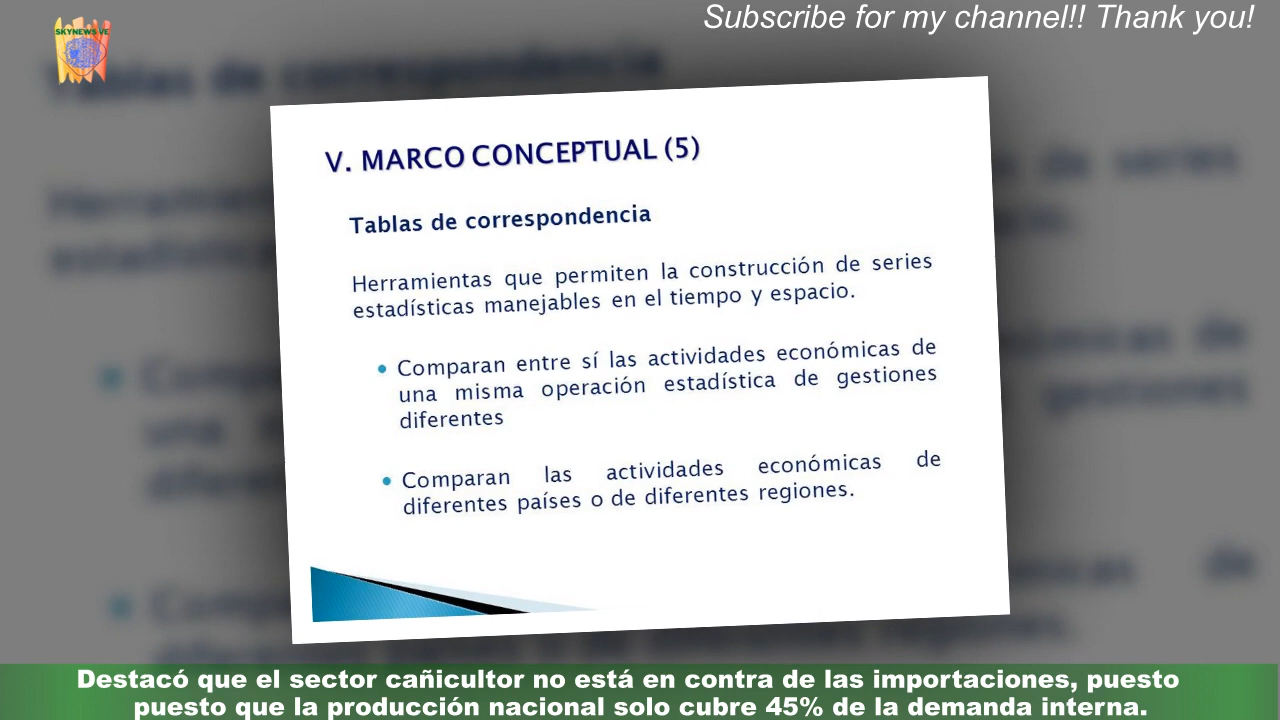 Subscribe for my channel!! Thank you!
SKYNEWS VE
Tablas de correspondencia
V. MARCO CONCEPTUAL (5)
Tablas de correspondencia
Herramientas que permiten la construcción de series
estadísticas manejables en el tiempo y espacio.
Comparan entre sí las actividades económicas de
una misma operación estadística de gestiones
diferentes
Comparan las actividades económicas de
diferentes países o de diferentes regiones.
Destacó que el sector cañicultor no está en contra de las importaciones, puesto
puesto que la producción nacional solo cubre 45% de la demanda interna.